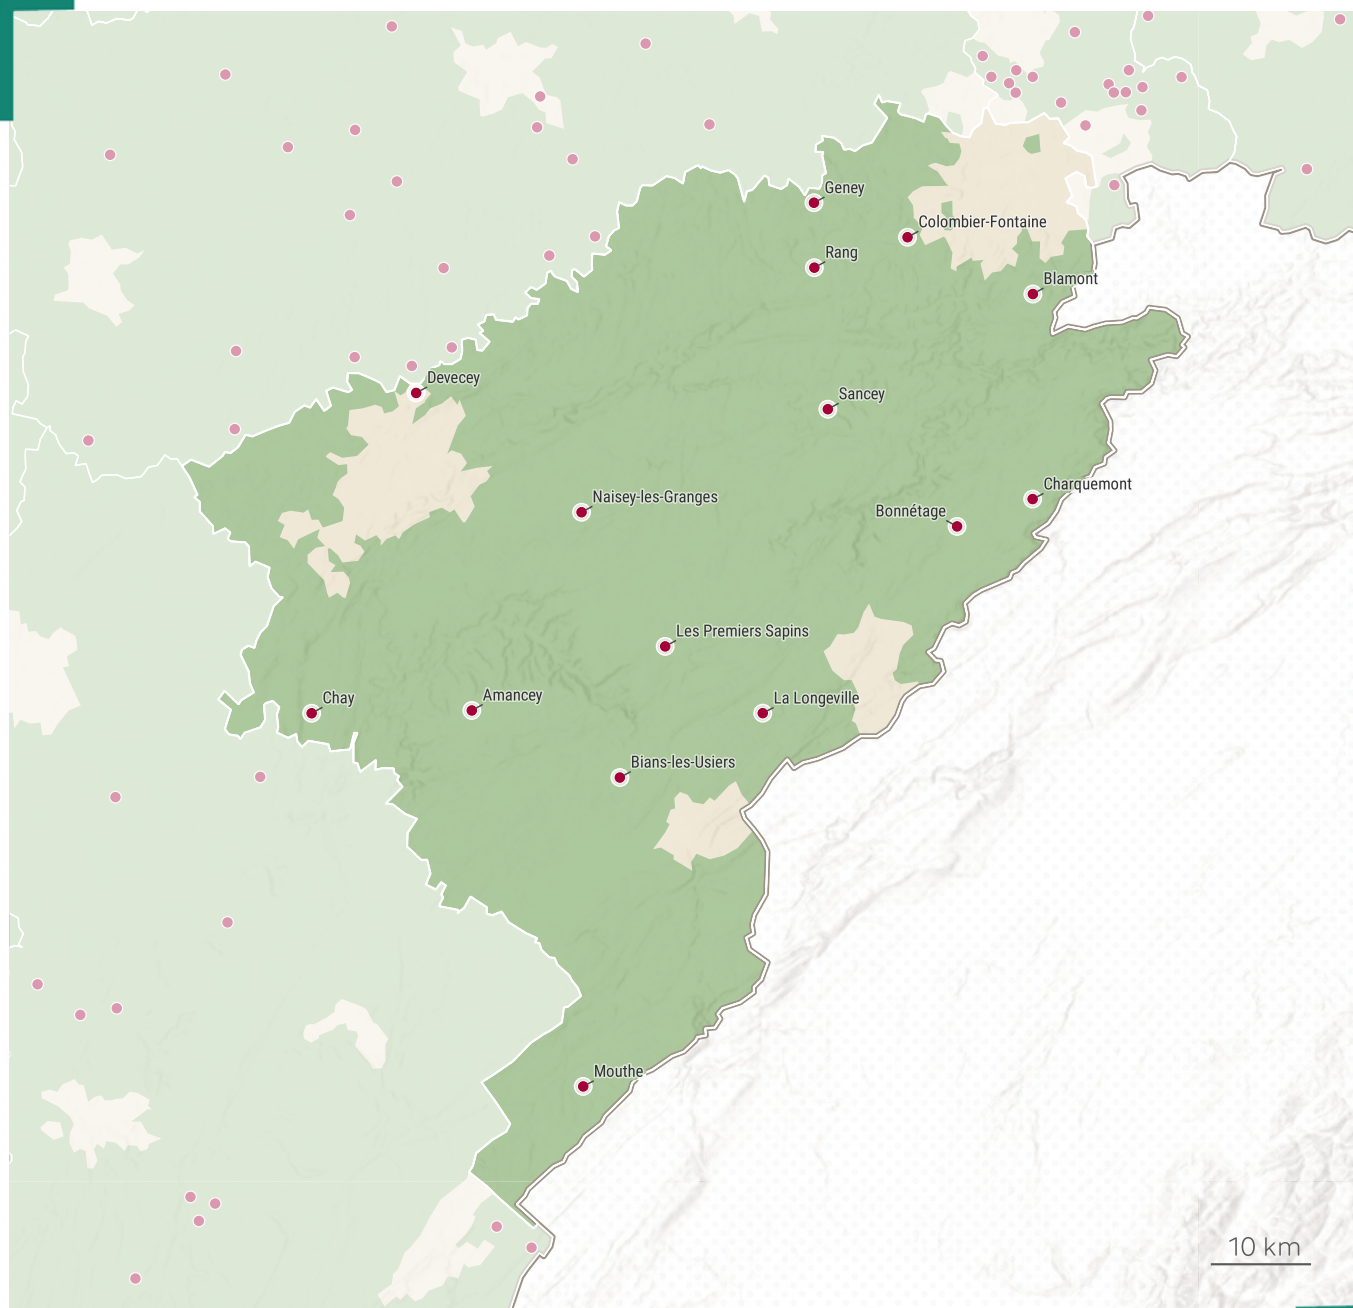 Geney
Colombier-Fontaine
Rang
Blamont
Devecey
Sancey
Charquemont
Naisey-les-Granges
Bonnétage
Les Premiers Sapins
Chay
Amancey
La Longeville
Bians-les-Usiers
Mouthe
10 km